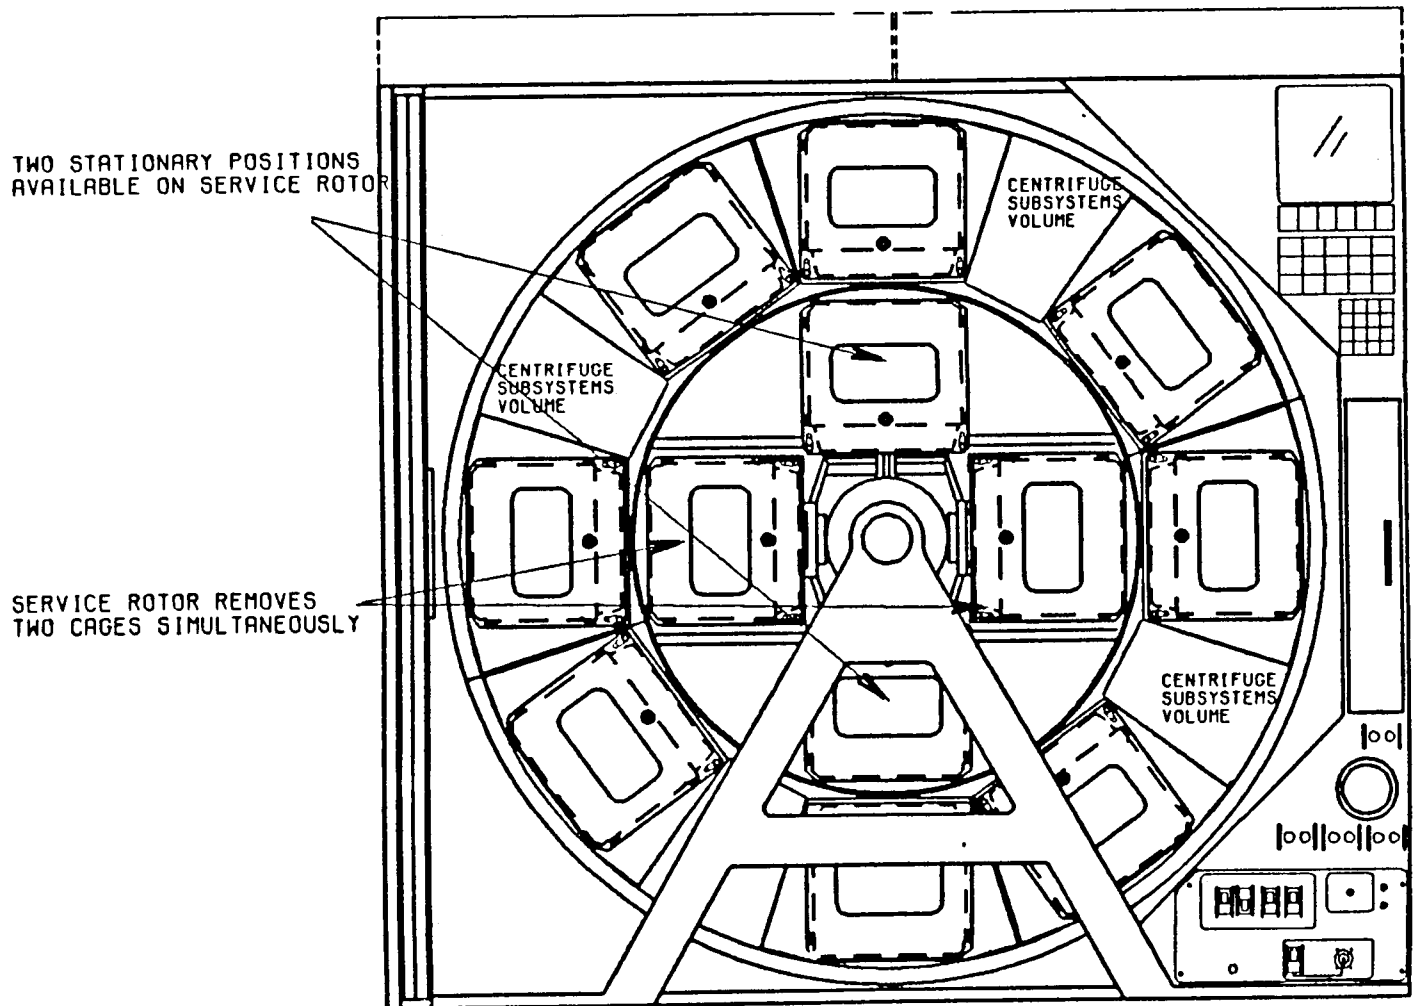 TWO STATIONARY POSITIONS
AVAILABLE ON SERVICE ROTOR
CENTRIFUGE
SUBSYSTEMS
VOLUME
CENTRIFUGE
SUBSYSTEMS
VOLUME
SERVICE ROTOR REMOVES
TWO CAGES SIMULTANEOUSLY
CENTRIFUGE
SUBSYSTEMS
VOLUME